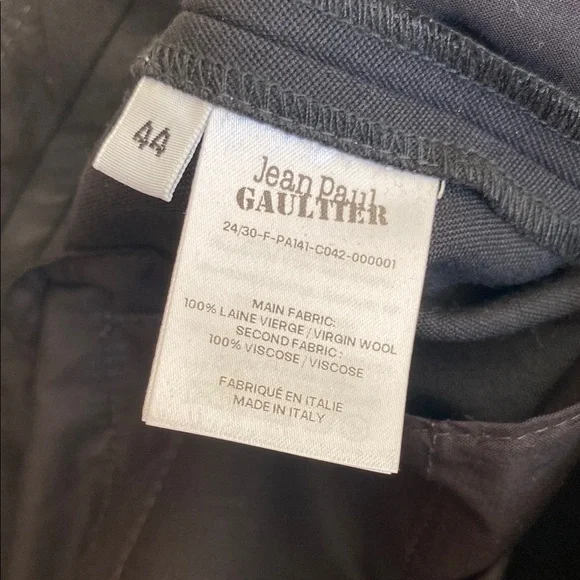 44
Jean Paul
GAULTIER
24/30-F-PA141-C042-000001
MAIN FABRIC:
100% LAINE VIERGE/VIRGIN WOOL
SECOND FABRIC:
100% VISCOSE/VISCOSE
FABRIQUÉ EN ITALIE
MADE IN ITALY